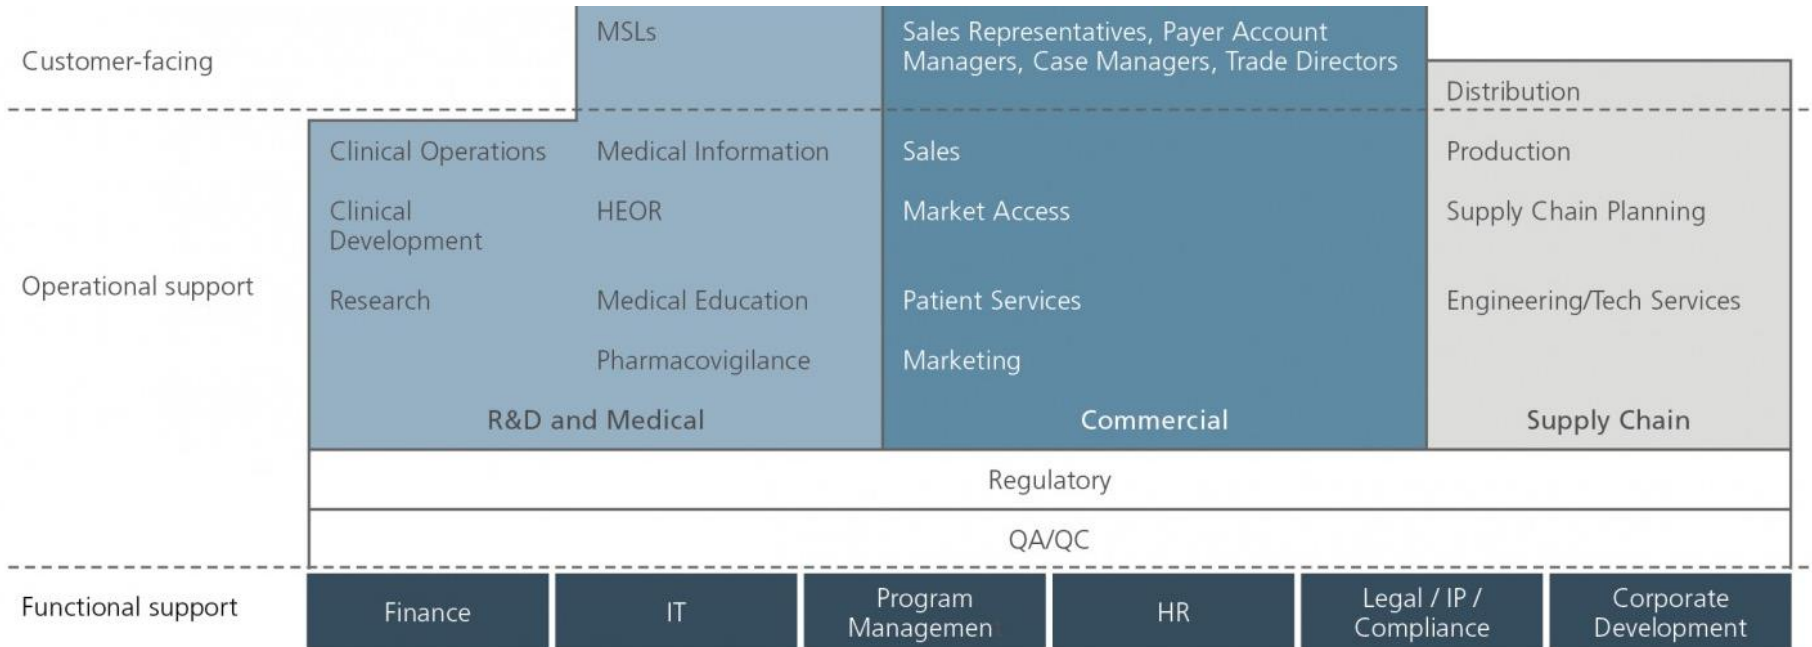 Customer-facing
MSLs
Sales Representatives, Payer Account
Managers, Case Managers, Trade Directors
Distribution
Operational support
Clinical Operations
Clinical
Development
Research
Medical Information
HEOR
Medical Education
Pharmacovigilance
R&D and Medical
Sales
Market Access
Patient Services
Marketing
Commercial
Production
Supply Chain Planning
Engineering/Tech Services
Supply Chain
Regulatory
QA/QC
Functional support
Finance
IT
Program
Managemen
HR
Legal / IP /
Compliance
Corporate
Development